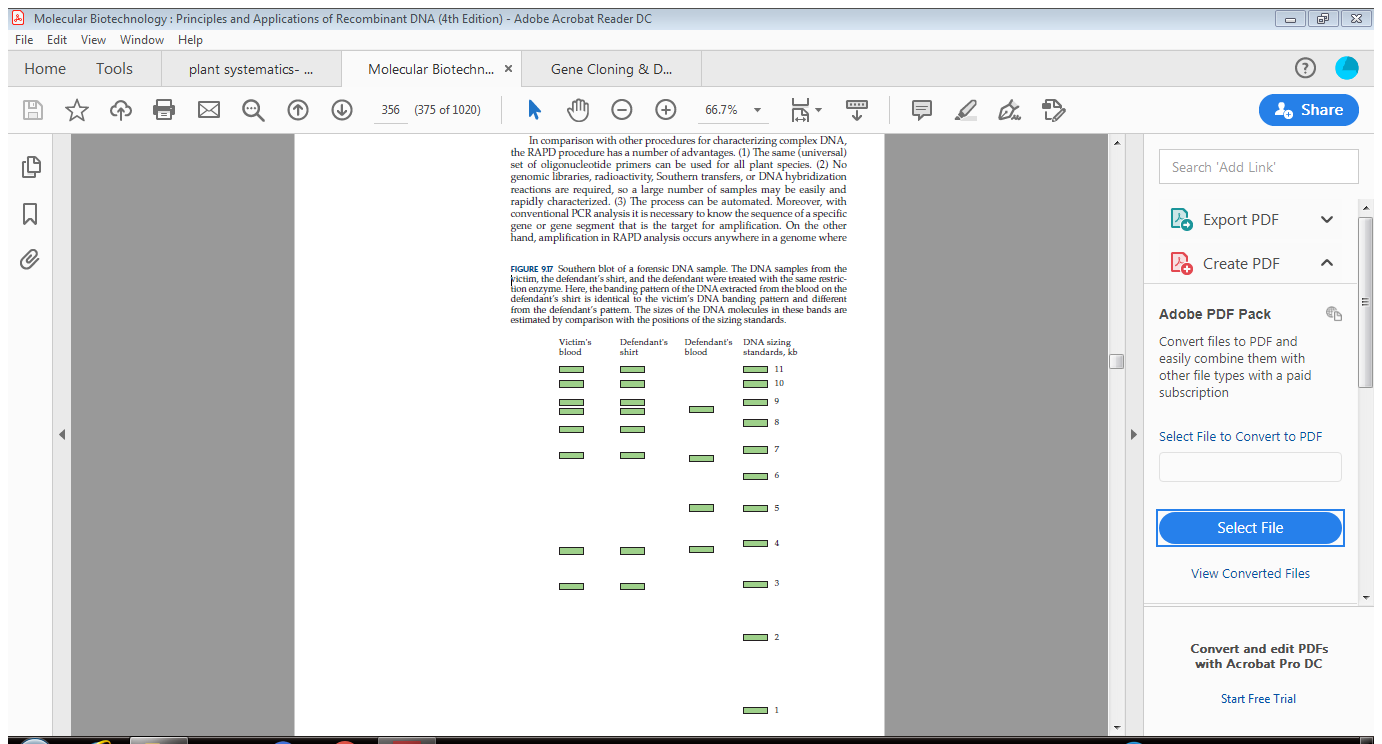 Molecular Biotechnology : Principles and Applications of Recombinant DNA (4th Edition) - Adobe Acrobat Reader DC
File Edit View Window Help
Home Tools plant systematics- ... Molecular Biotechn... × Gene Cloning & D...
356 (375 of 1020) 66.7% Share
In comparison with other procedures for characterizing complex DNA,
the RAPD procedure has a number of advantages. (1) The same (universal)
set of oligonucleotide primers can be used for all plant species. (2) No
genomic libraries, radioactivity, Southern transfers, or DNA hybridization
reactions are required, so a large number of samples may be easily and
rapidly characterized. (3) The process can be automated. Moreover, with
conventional PCR analysis it is necessary to know the sequence of a specific
gene or gene segment that is the target for amplification. On the other
hand, amplification in RAPD analysis occurs anywhere in a genome where
FIGURE 9.17 Southern blot of a forensic DNA sample. The DNA samples from the
victim, the defendant's shirt, and the defendant were treated with the same restric-
tion enzyme. Here, the banding pattern of the DNA extracted from the blood on the
defendant's shirt is identical to the victim's DNA banding pattern and different
from the defendant's pattern. The sizes of the DNA molecules in these bands are
estimated by comparison with the positions of the sizing standards.
Victim's Defendant's Defendant's DNA sizing
blood shirt blood standards, kb
11
10
9
8
7
6
5
4
3
2
1
Search 'Add Link'
Export PDF
Create PDF
Adobe PDF Pack
Convert files to PDF and
easily combine them with
other file types with a paid
subscription
Select File to Convert to PDF
Select File
View Converted Files
Convert and edit PDFs
with Acrobat Pro DC
Start Free Trial